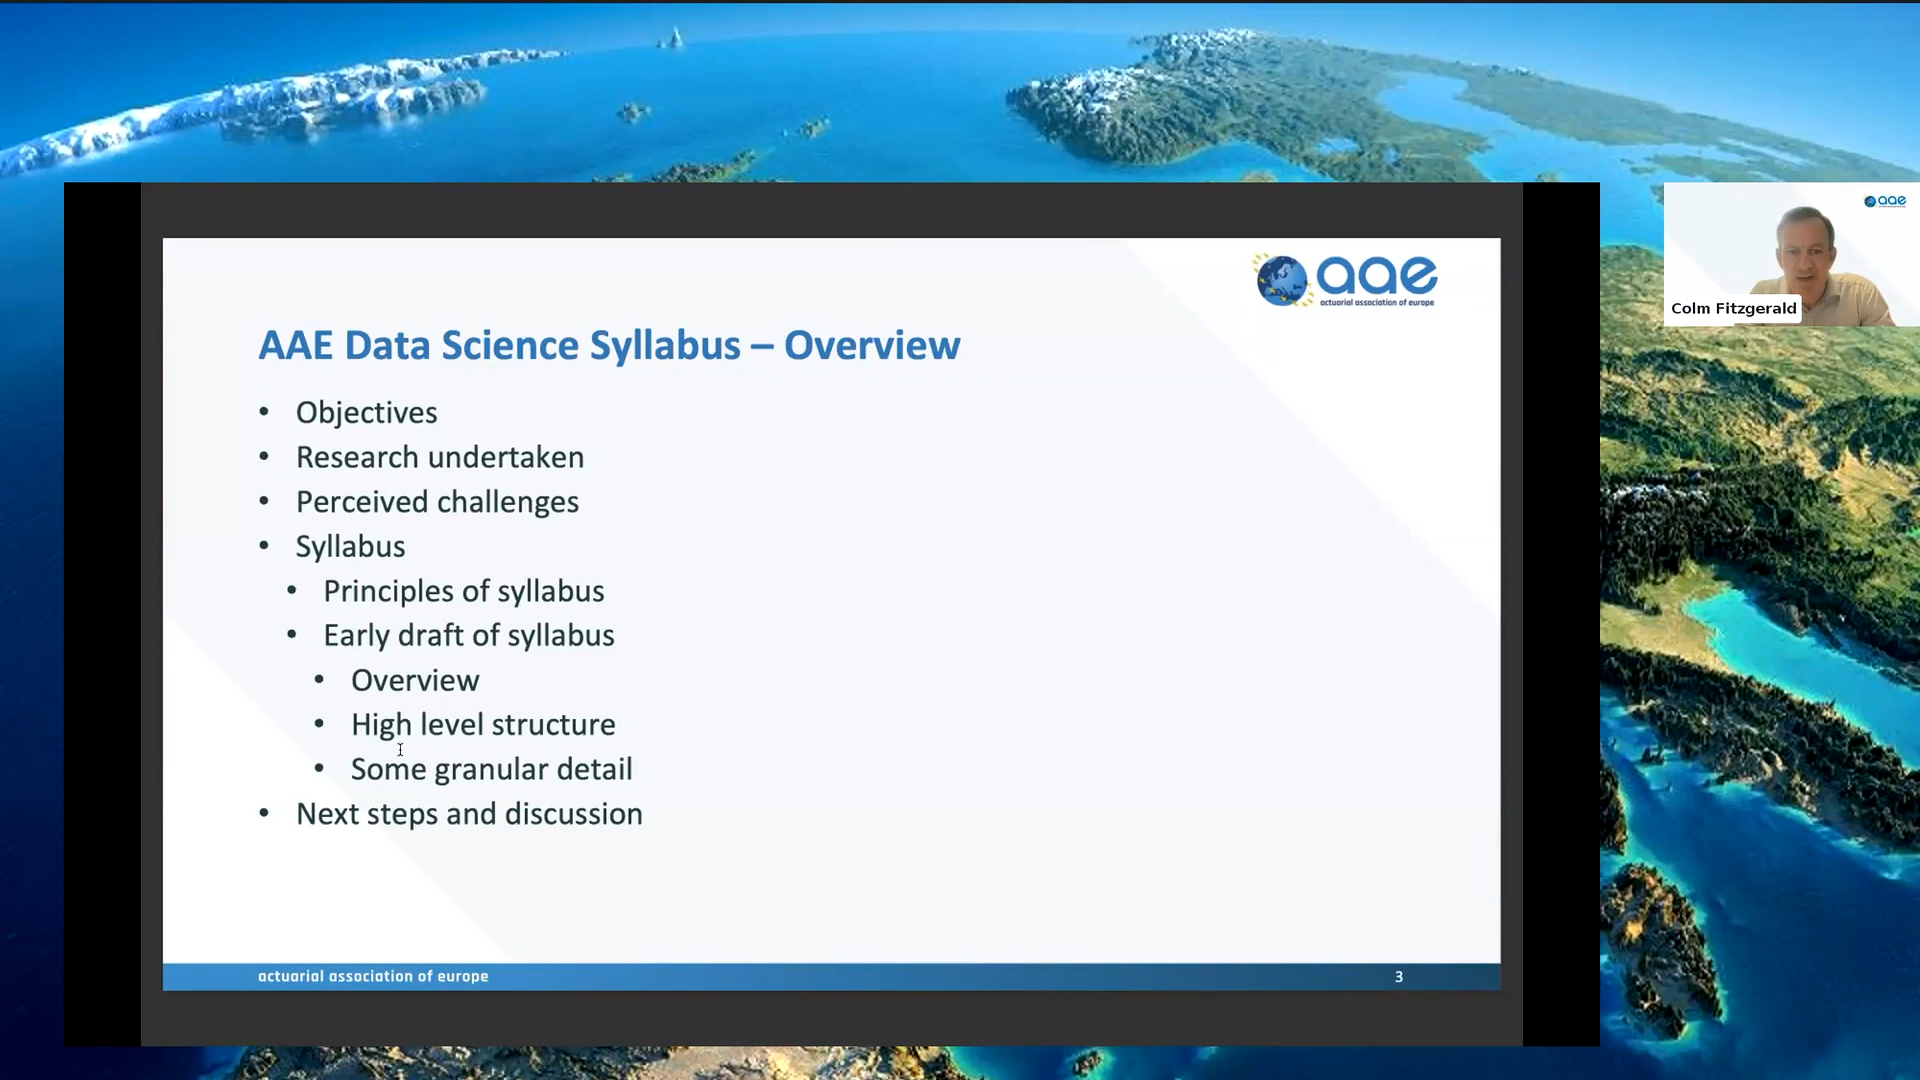 aae
actuarial association of europe
aae
Colm Fitzgerald
AAE Data Science Syllabus – Overview
• Objectives
• Research undertaken
• Perceived challenges
• Syllabus
• Principles of syllabus
• Early draft of syllabus
• Overview
• High level structure
• Some granular detail
• Next steps and discussion
actuarial association of europe
3